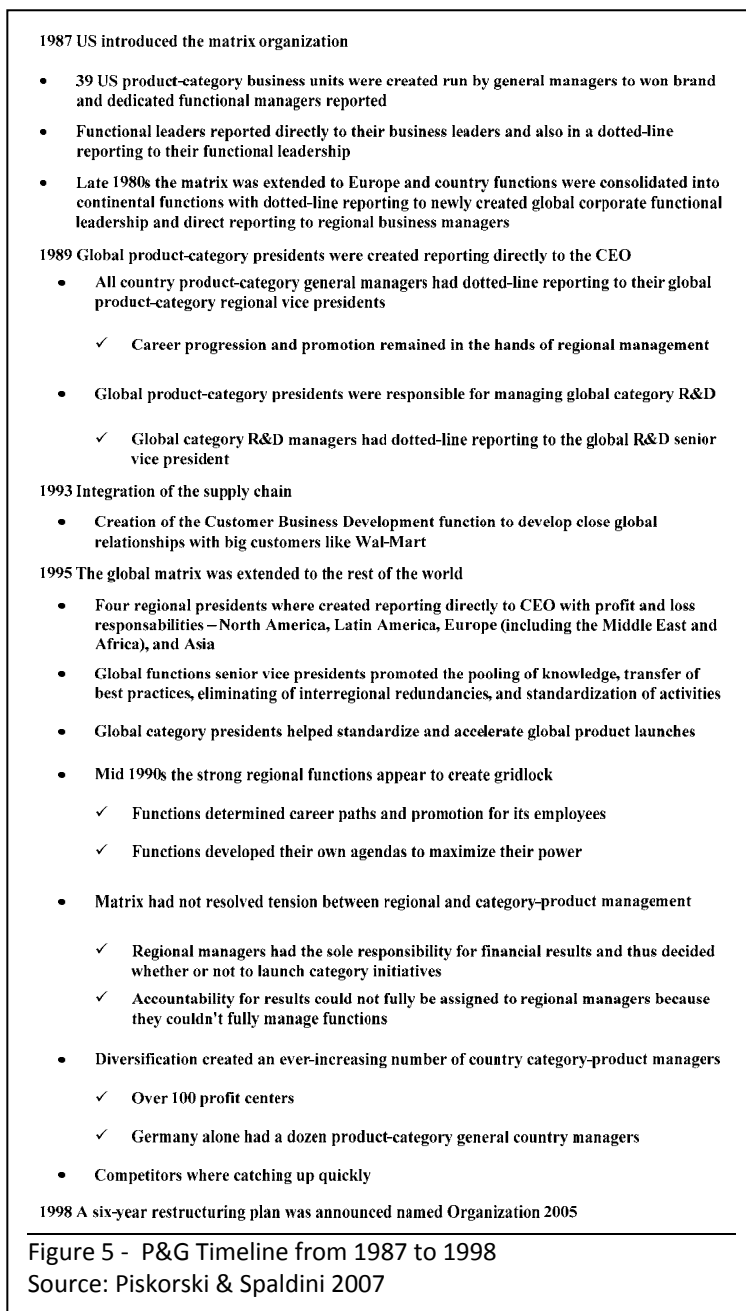 1987 US introduced the matrix organization
• 39 US product-category business units were created run by general managers to won brand
and dedicated functional managers reported
• Functional leaders reported directly to their business leaders and also in a dotted-line
reporting to their functional leadership
• Late 1980s the matrix was extended to Europe and country functions were consolidated into
continental functions with dotted-line reporting to newly created global corporate functional
leadership and direct reporting to regional business managers
1989 Global product-category presidents were created reporting directly to the CEO
• All country product-category general managers had dotted-line reporting to their global
product-category regional vice presidents
✓ Career progression and promotion remained in the hands of regional management
• Global product-category presidents were responsible for managing global category R&D
✓ Global category R&D managers had dotted-line reporting to the global R&D senior
vice president
1993 Integration of the supply chain
• Creation of the Customer Business Development function to develop close global
relationships with big customers like Wal-Mart
1995 The global matrix was extended to the rest of the world
• Four regional presidents where created reporting directly to CEO with profit and loss
responsabilities – North America, Latin America, Europe (including the Middle East and
Africa), and Asia
• Global functions senior vice presidents promoted the pooling of knowledge, transfer of
best practices, eliminating of interregional redundancies, and standardization of activities
• Global category presidents helped standardize and accelerate global product launches
• Mid 1990s the strong regional functions appear to create gridlock
✓ Functions determined career paths and promotion for its employees
✓ Functions developed their own agendas to maximize their power
• Matrix had not resolved tension between regional and category-product management
✓ Regional managers had the sole responsibility for financial results and thus decided
whether or not to launch category initiatives
✓ Accountability for results could not fully be assigned to regional managers because
they couldn't fully manage functions
• Diversification created an ever-increasing number of country category-product managers
✓ Over 100 profit centers
✓ Germany alone had a dozen product-category general country managers
• Competitors where catching up quickly
1998 A six-year restructuring plan was announced named Organization 2005
Figure 5 - P&G Timeline from 1987 to 1998
Source: Piskorski & Spaldini 2007